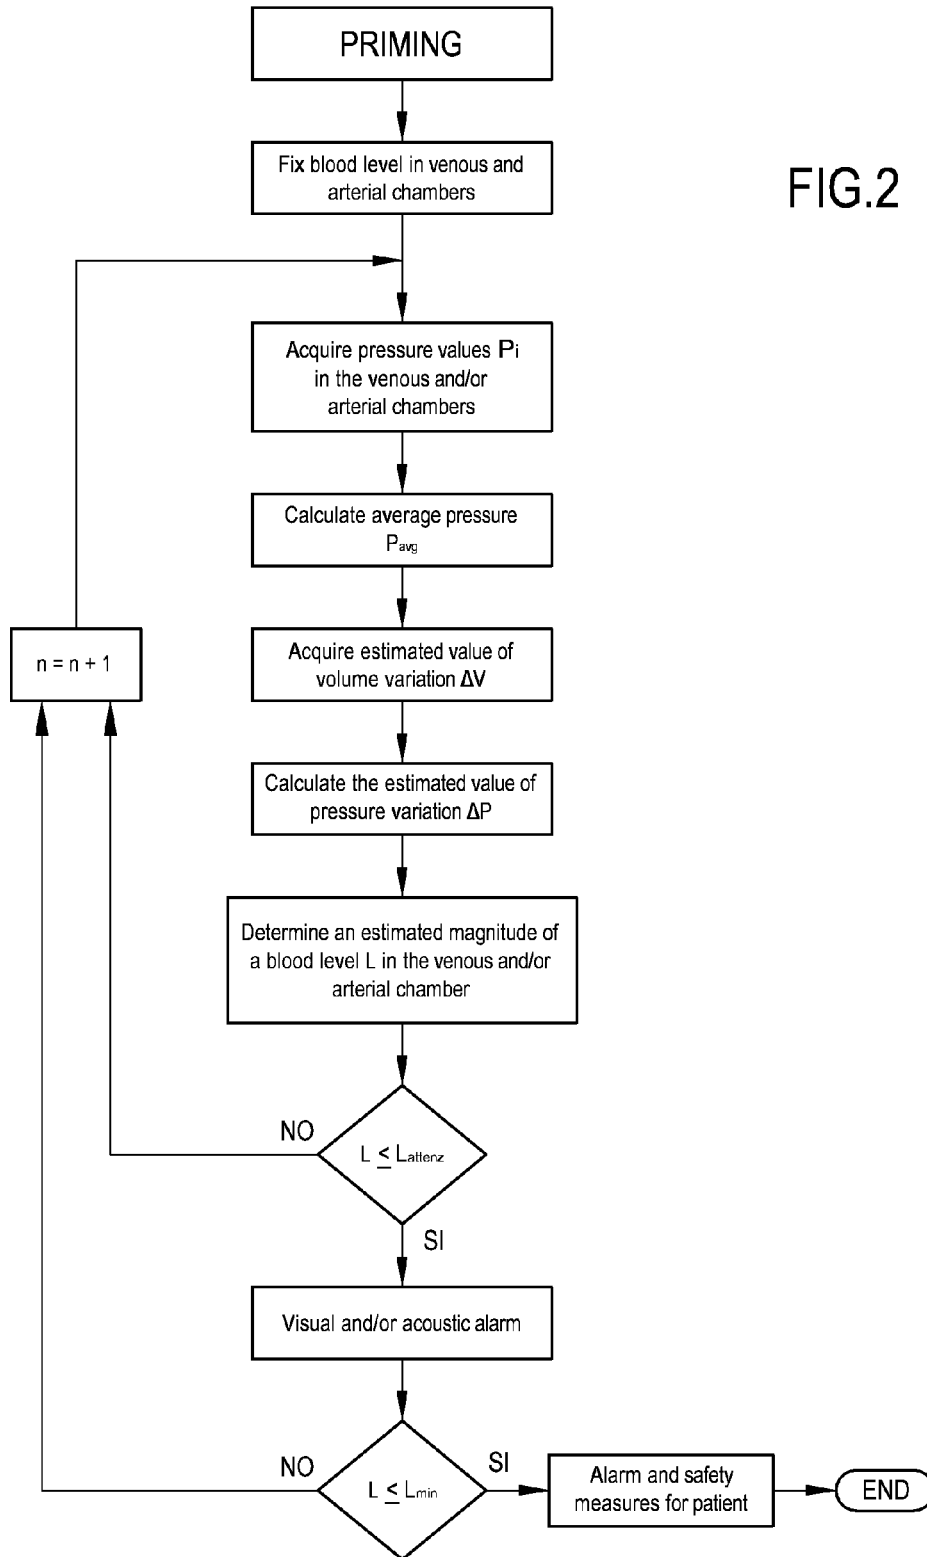 PRIMING
Fix blood level in venous and
arterial chambers
FIG.2
Acquire pressure values Pi
in the venous and/or
arterial chambers
Calculate average pressure
Pavg
n = n + 1
Acquire estimated value of
volume variation ΔV
Calculate the estimated value of
pressure variation ΔP
Determine an estimated magnitude of
a blood level L in the venous and/or
arterial chamber
NO
L ≤ Lattenz
SI
Visual and/or acoustic alarm
NO
L ≤ Lmin
SI
Alarm and safety
measures for patient
END